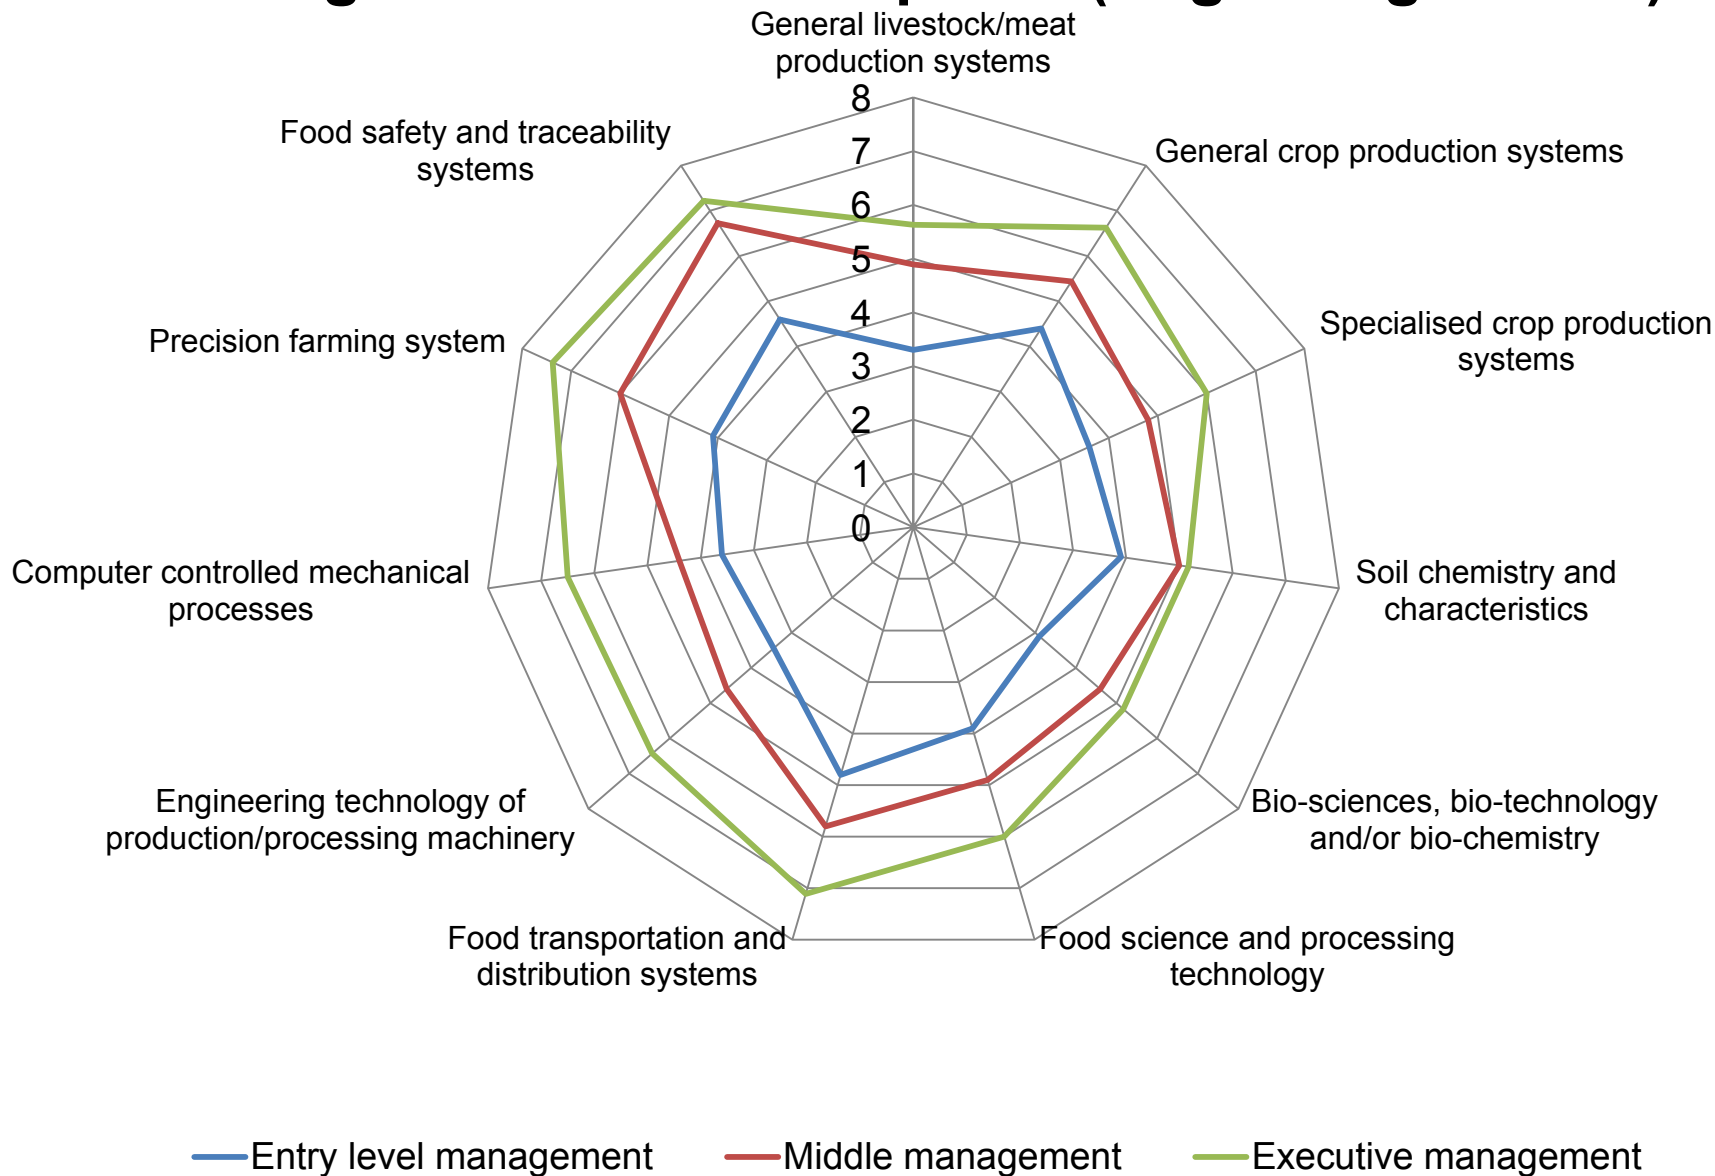 General livestock/meat
production systems
8
Food safety and traceability
systems
General crop production systems
7
6
5
Precision farming system
Specialised crop production
systems
4
3
2
1
0
Computer controlled mechanical
processes
Soil chemistry and
characteristics
Engineering technology of
production/processing machinery
Bio-sciences, bio-technology
and/or bio-chemistry
Food transportation and
distribution systems
Food science and processing
technology
Entry level management
Middle management
Executive management